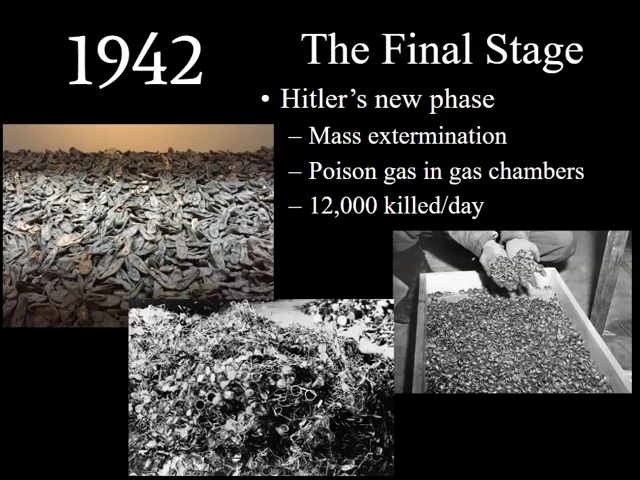 1942
The Final Stage
• Hitler’s new phase
– Mass extermination
– Poison gas in gas chambers
– 12,000 killed/day